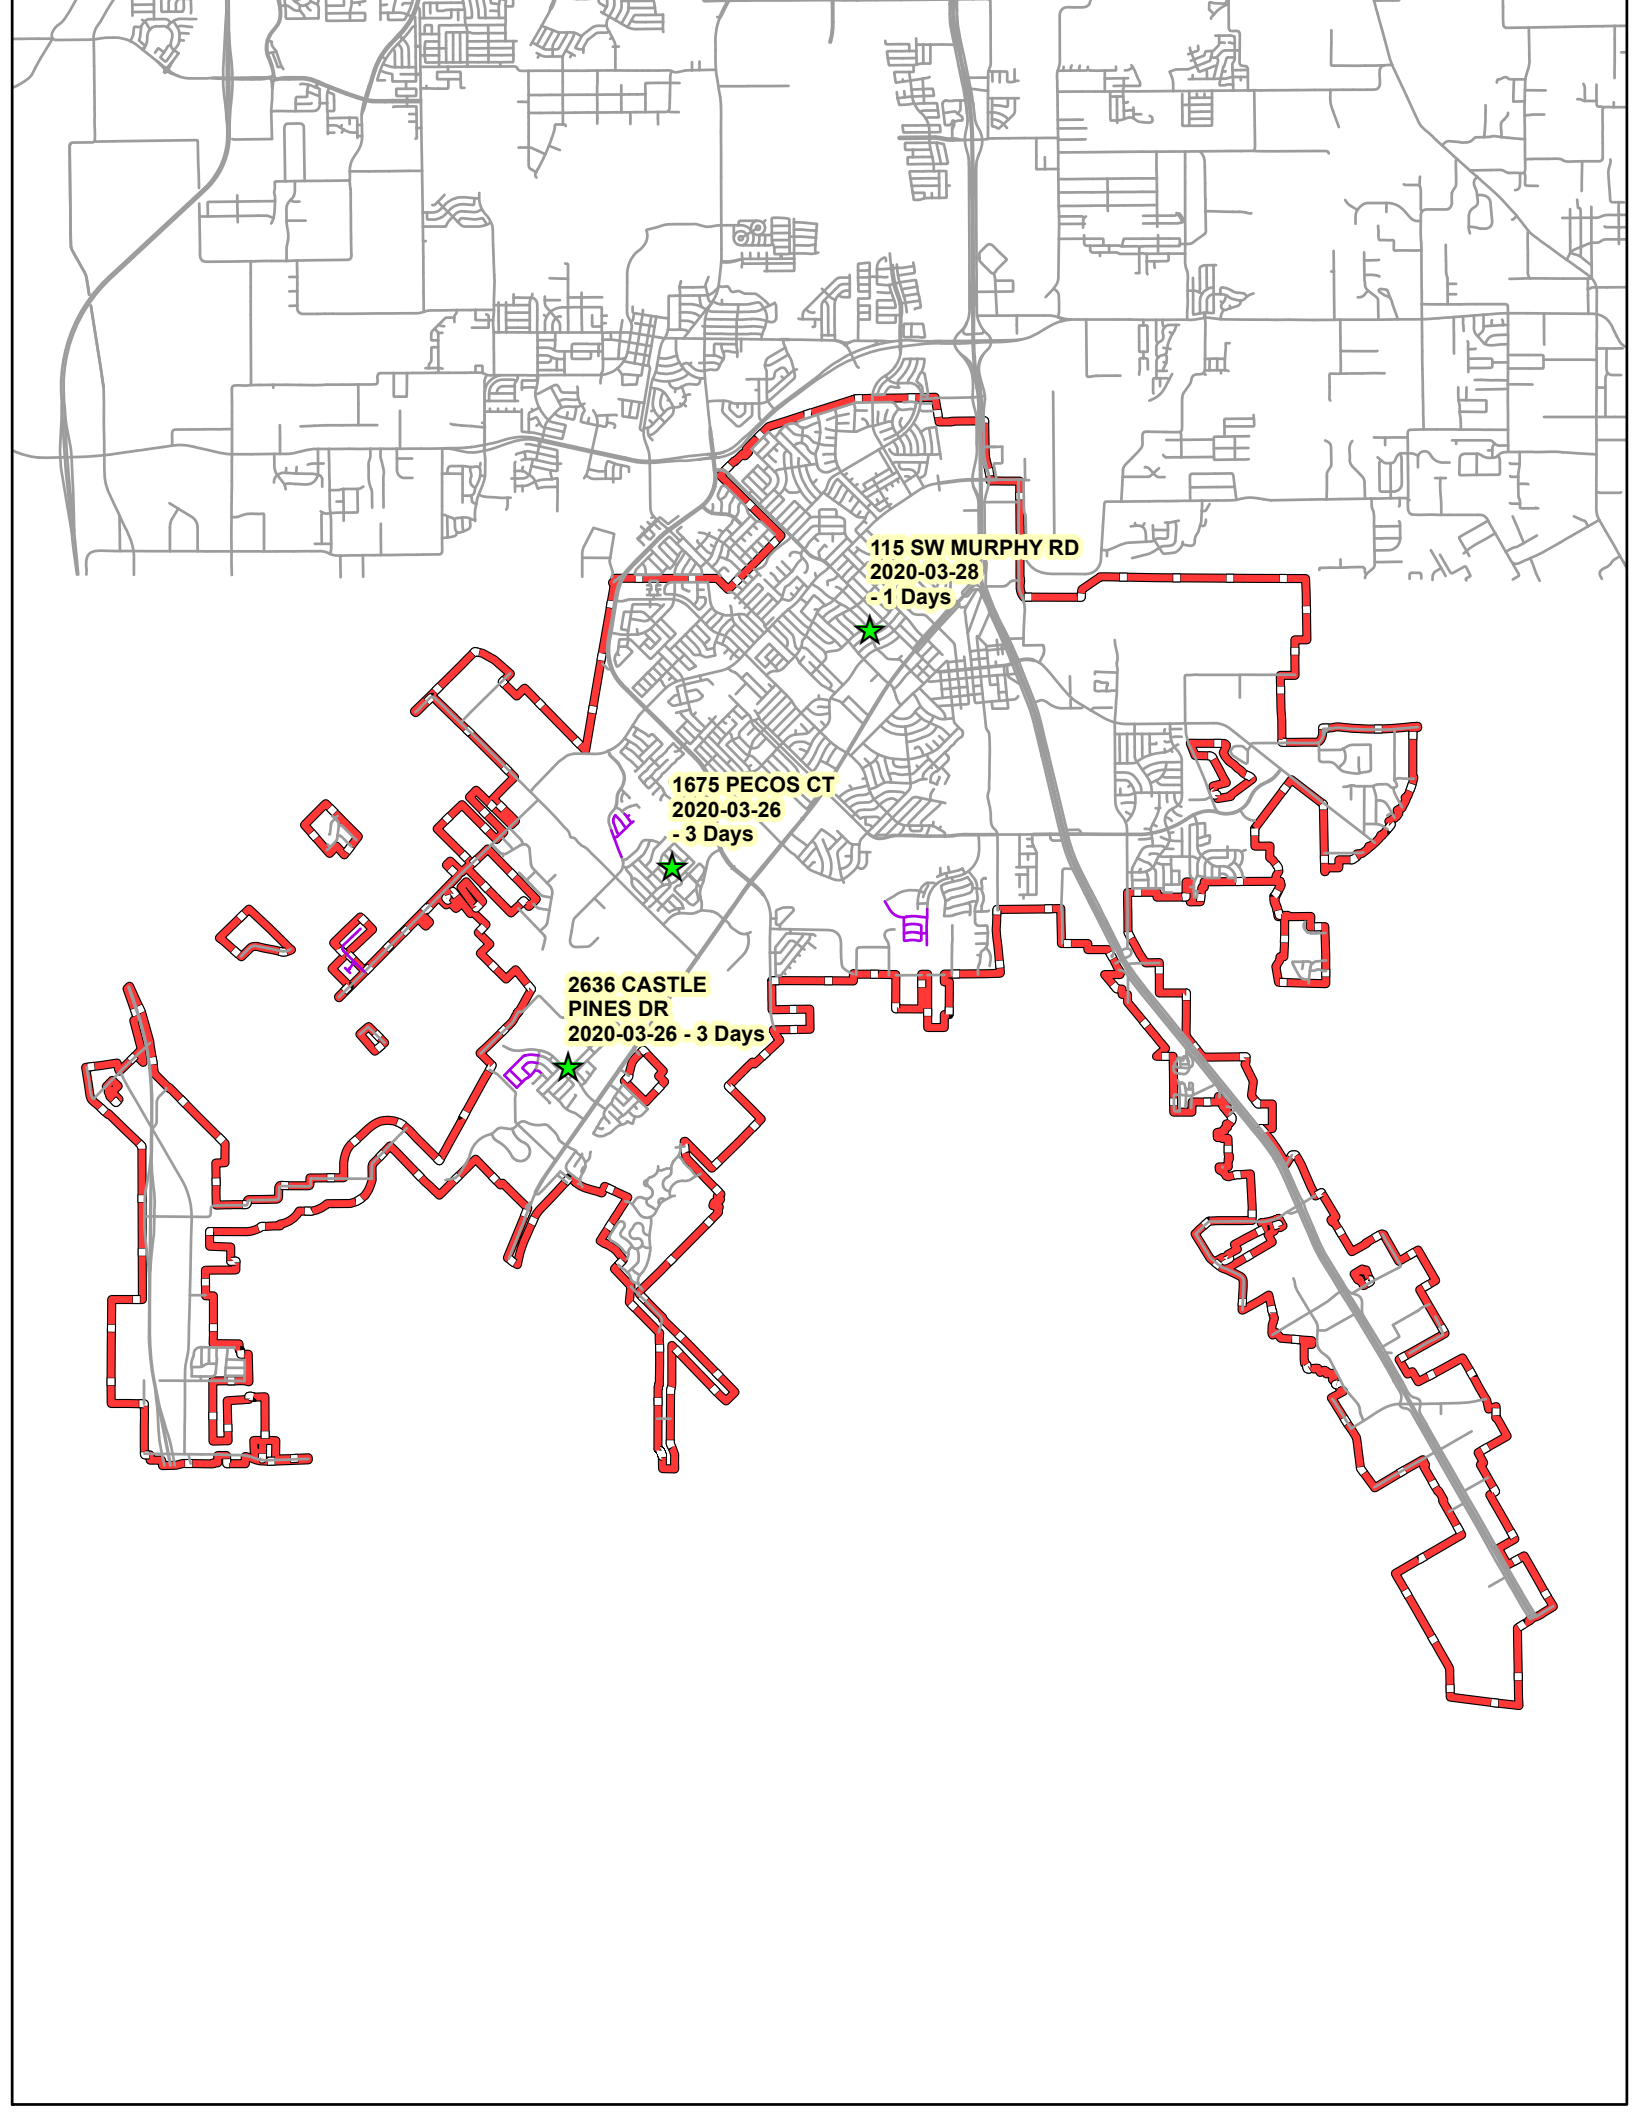 115 SW MURPHY RD
2020-03-28
- 1 Days
1675 PECOS CT
2020-03-26
- 3 Days
2636 CASTLE
PINES DR
2020-03-26 - 3 Days